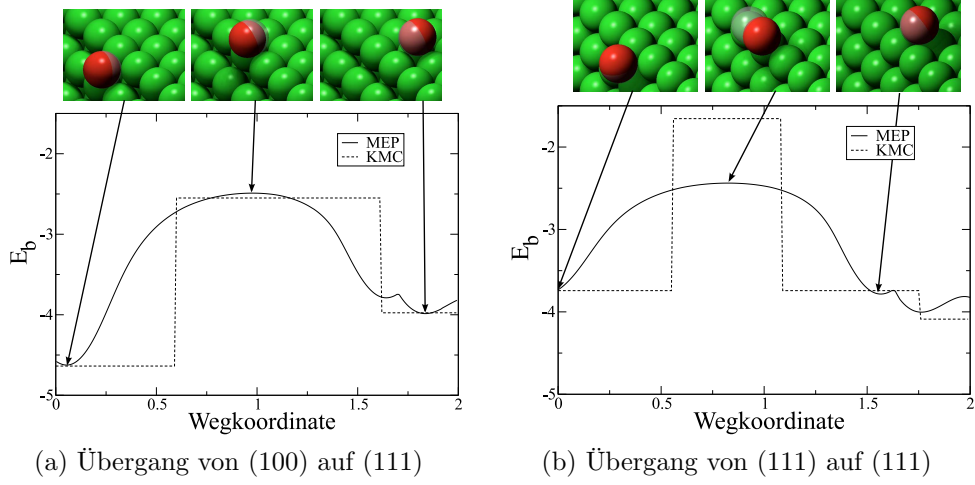 MEP
KMC
-2
-3
-4
-5
E_b
0
0.5
1
1.5
2
Wegkoordinate
(a) Übergang von (100) auf (111)
MEP
KMC
-2
-3
-4
-5
E_b
0
0.5
1
1.5
2
Wegkoordinate
(b) Übergang von (111) auf (111)